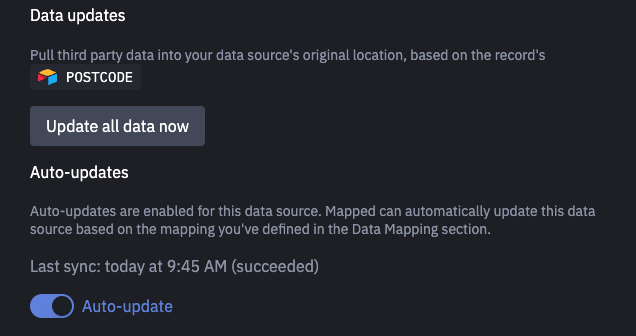 Data updates
Pull third party data into your data source's original location, based on the record's
POSTCODE
Update all data now
Auto-updates
Auto-updates are enabled for this data source. Mapped can automatically update this data
source based on the mapping you've defined in the Data Mapping section.
Last sync: today at 9:45 AM (succeeded)
Auto-update